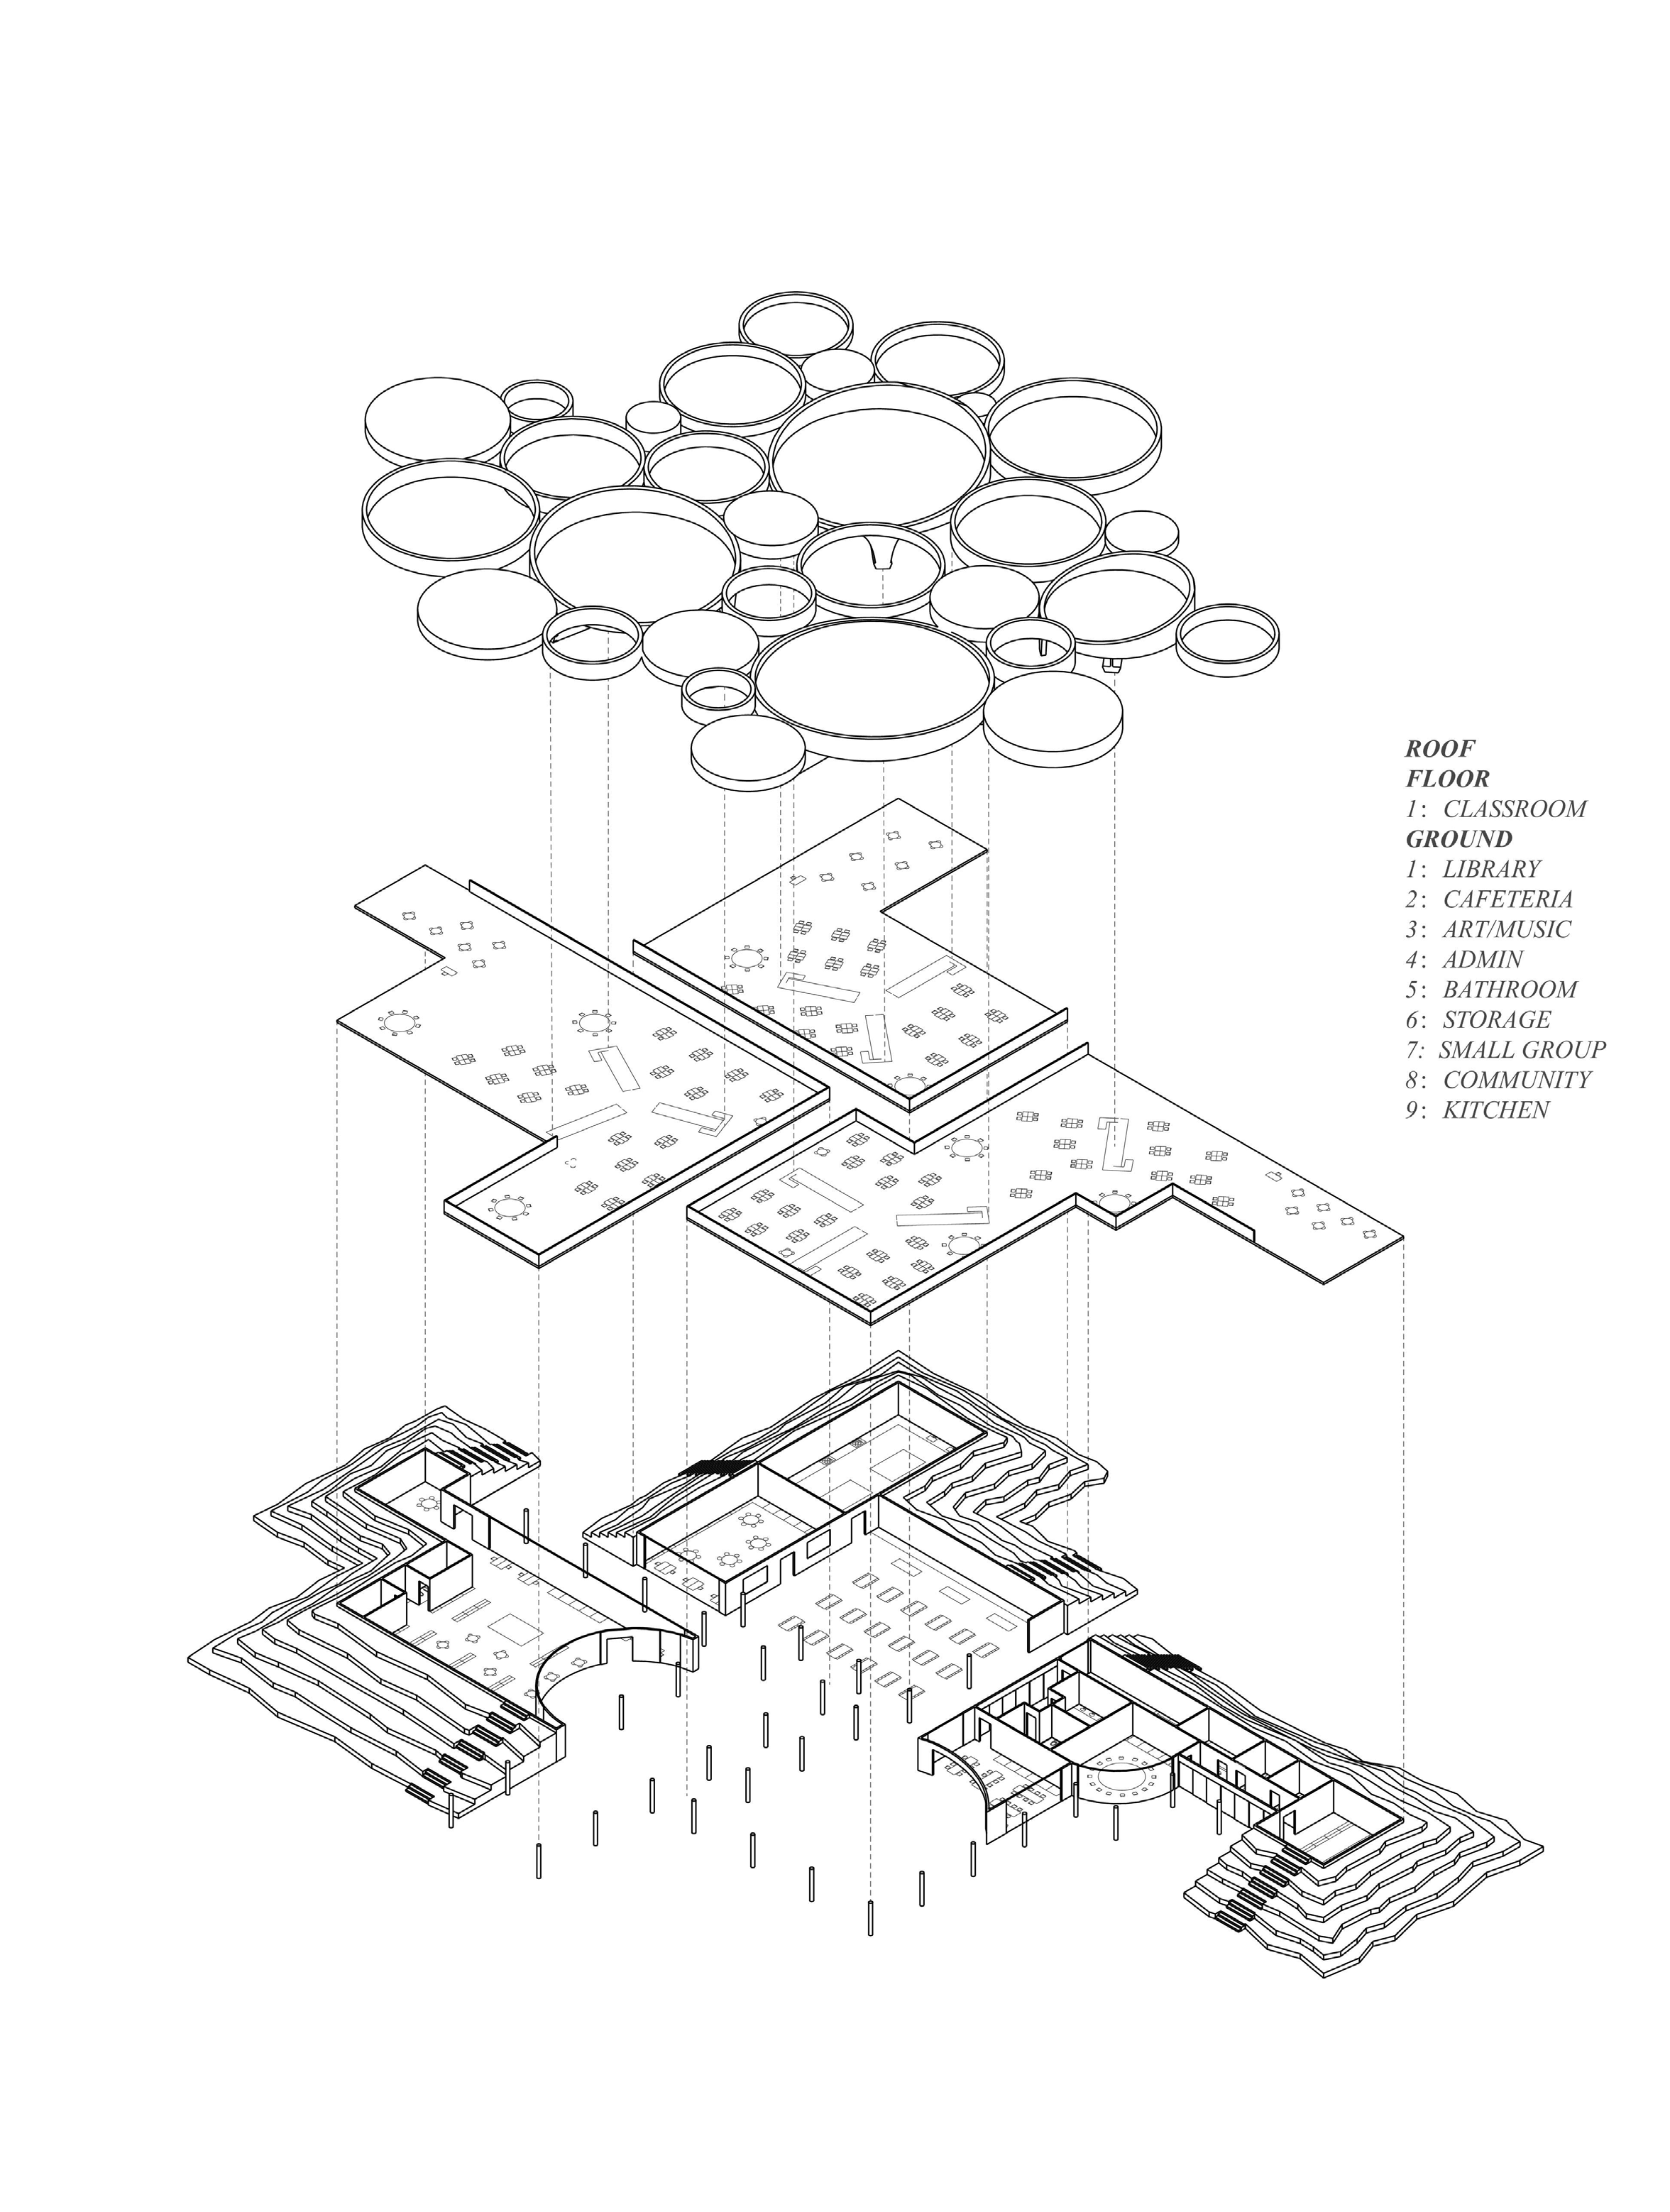 ROOF
FLOOR
1: CLASSROOM
GROUND
1: LIBRARY
2: CAFETERIA
3: ART/MUSIC
4: ADMIN
5: BATHROOM
6: STORAGE
7: SMALL GROUP
8: COMMUNITY
9: KITCHEN